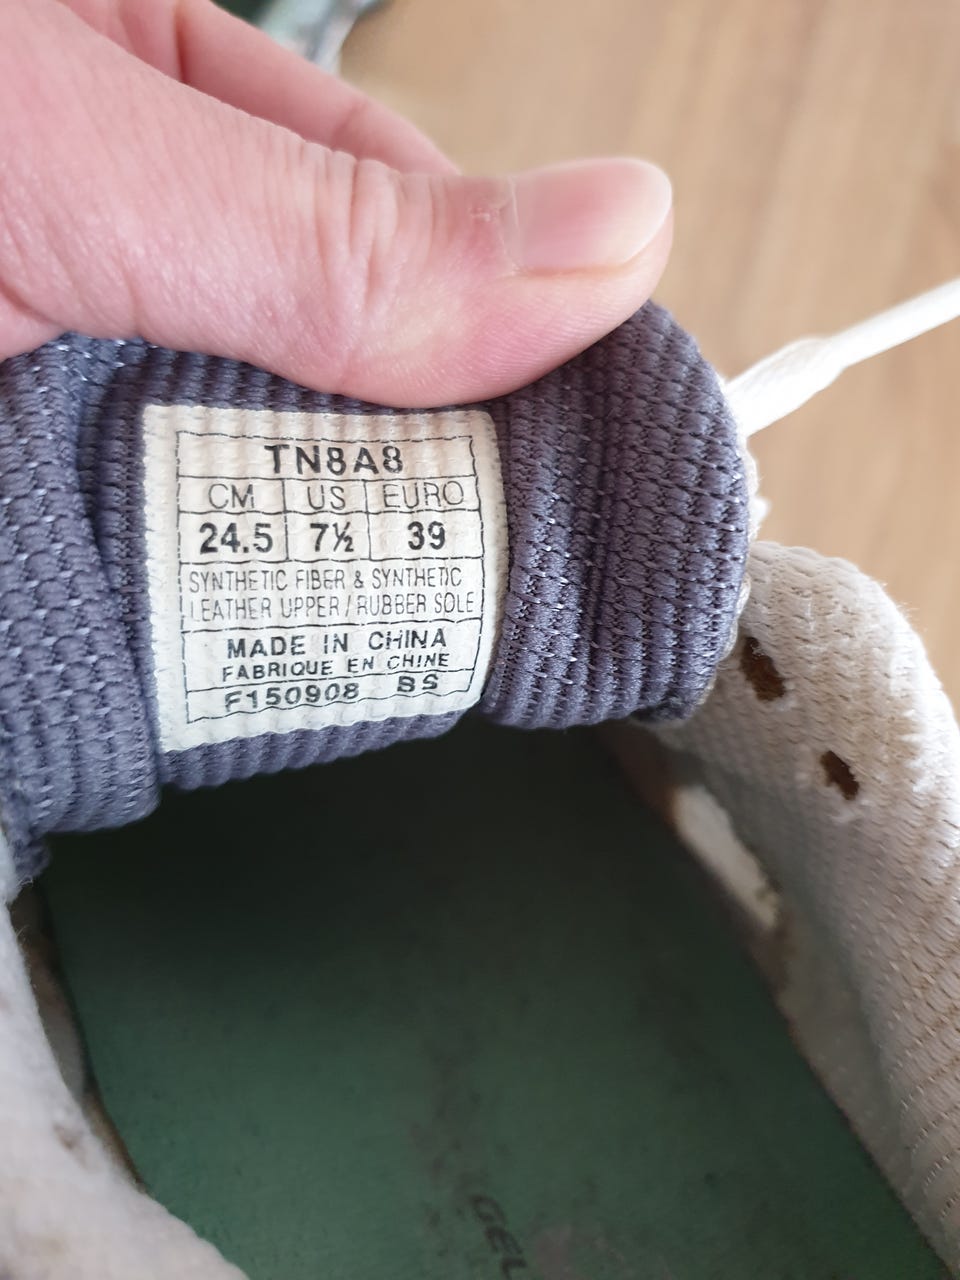 TN8A8
CM US EURO
24.5 7½ 39
SYNTHETIC FIBER & SYNTHETIC
LEATHER UPPER / RUBBER SOLE
MADE IN CHINA
FABRIQUE EN CHINE
F150908 BS
GEL